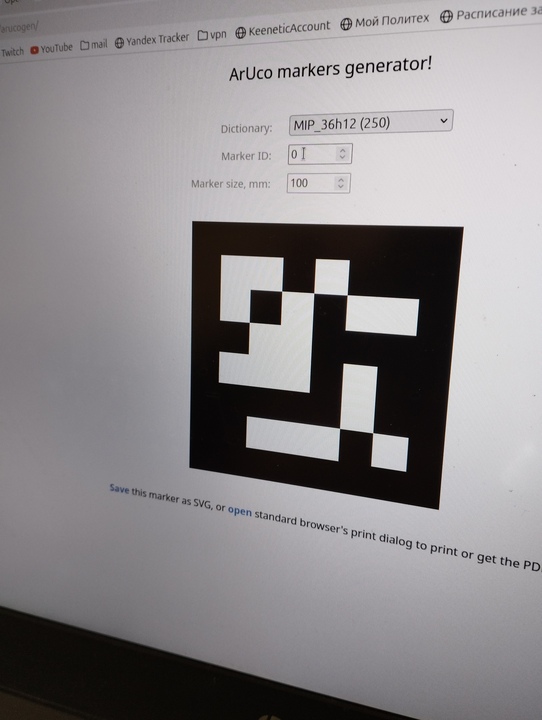 arucogen/
Twitch YouTube mail Yandex Tracker vpn KeeneticAccount Мой Политех Расписание за
ArUco markers generator!
Dictionary: MIP_36h12 (250)
Marker ID: 0
Marker size, mm: 100
Save this marker as SVG, or open standard browser's print dialog to print or get the PD